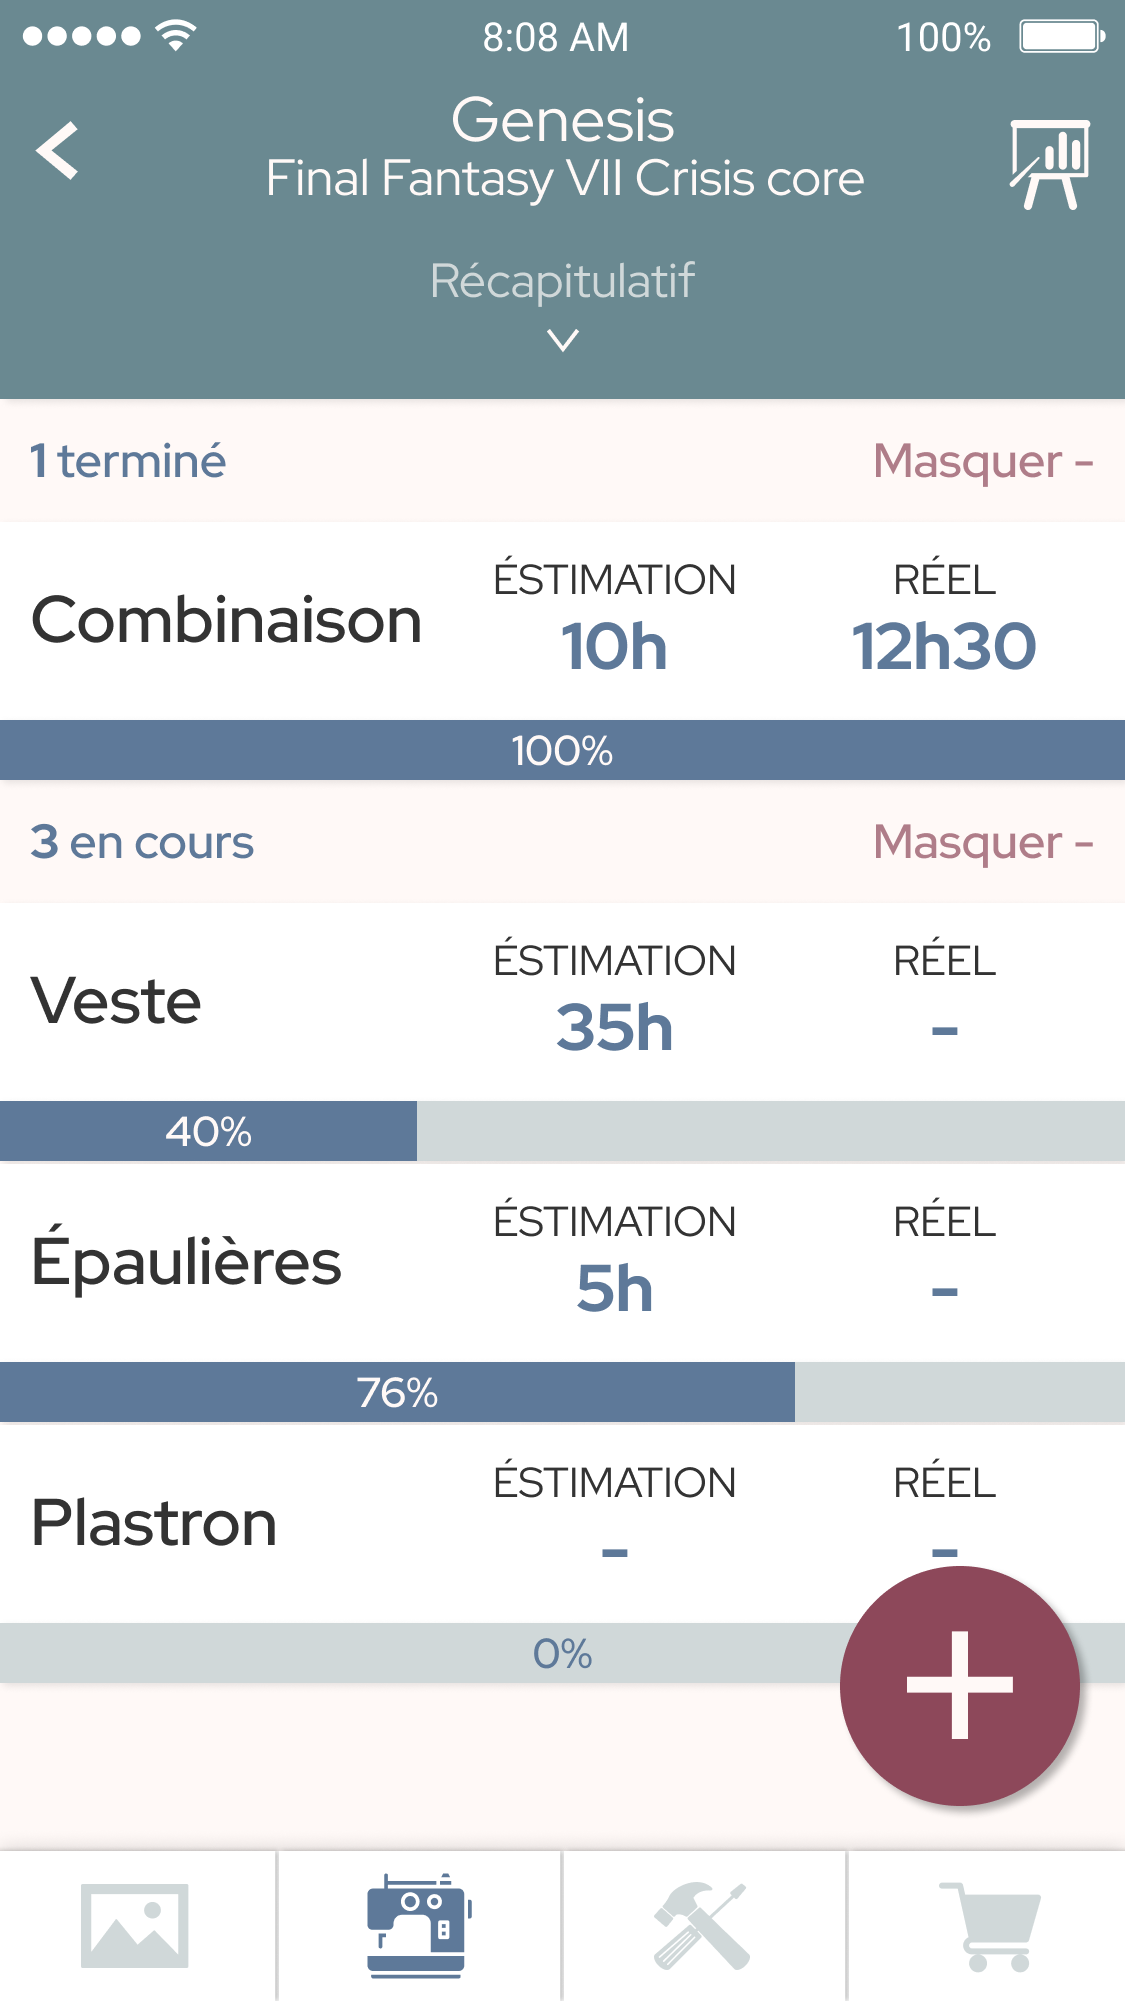 8:08 AM 100%
Genesis
Final Fantasy VII Crisis core
Récapitulatif
1 terminé Masquer -
Combinaison ÉSTIMATION RÉEL
10h 12h30
100%
3 en cours Masquer -
Veste ÉSTIMATION RÉEL
35h -
40%
Épaulières ÉSTIMATION RÉEL
5h -
76%
Plastron ÉSTIMATION RÉEL
- -
0%